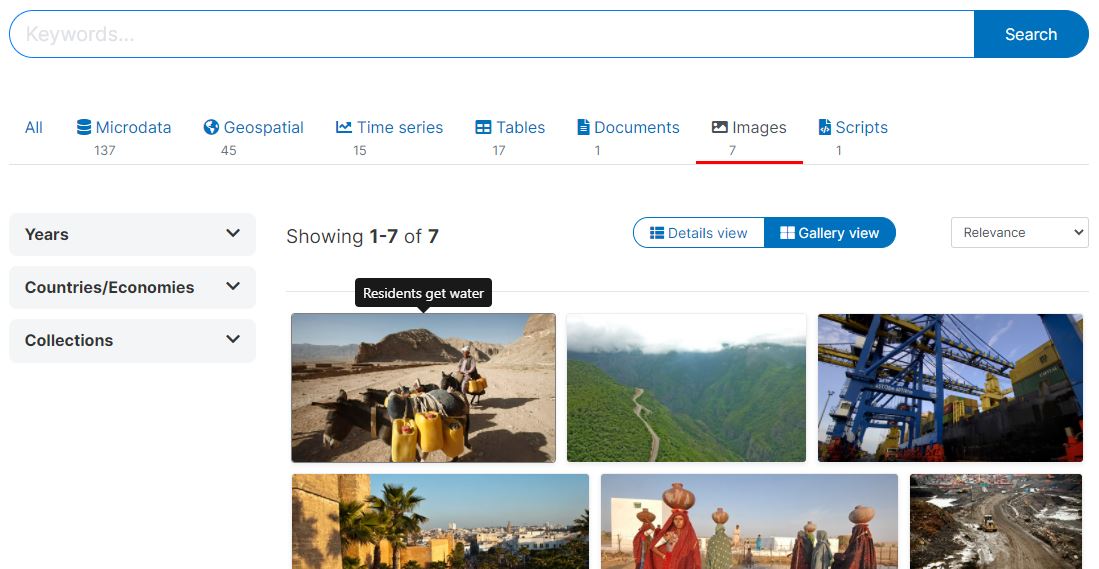 Keywords...
Search
All
Microdata
137
Geospatial
45
Time series
15
Tables
17
Documents
1
Images
7
Scripts
1
Years
Countries/Economies
Collections
Showing 1-7 of 7
Details view
Gallery view
Relevance
Residents get water